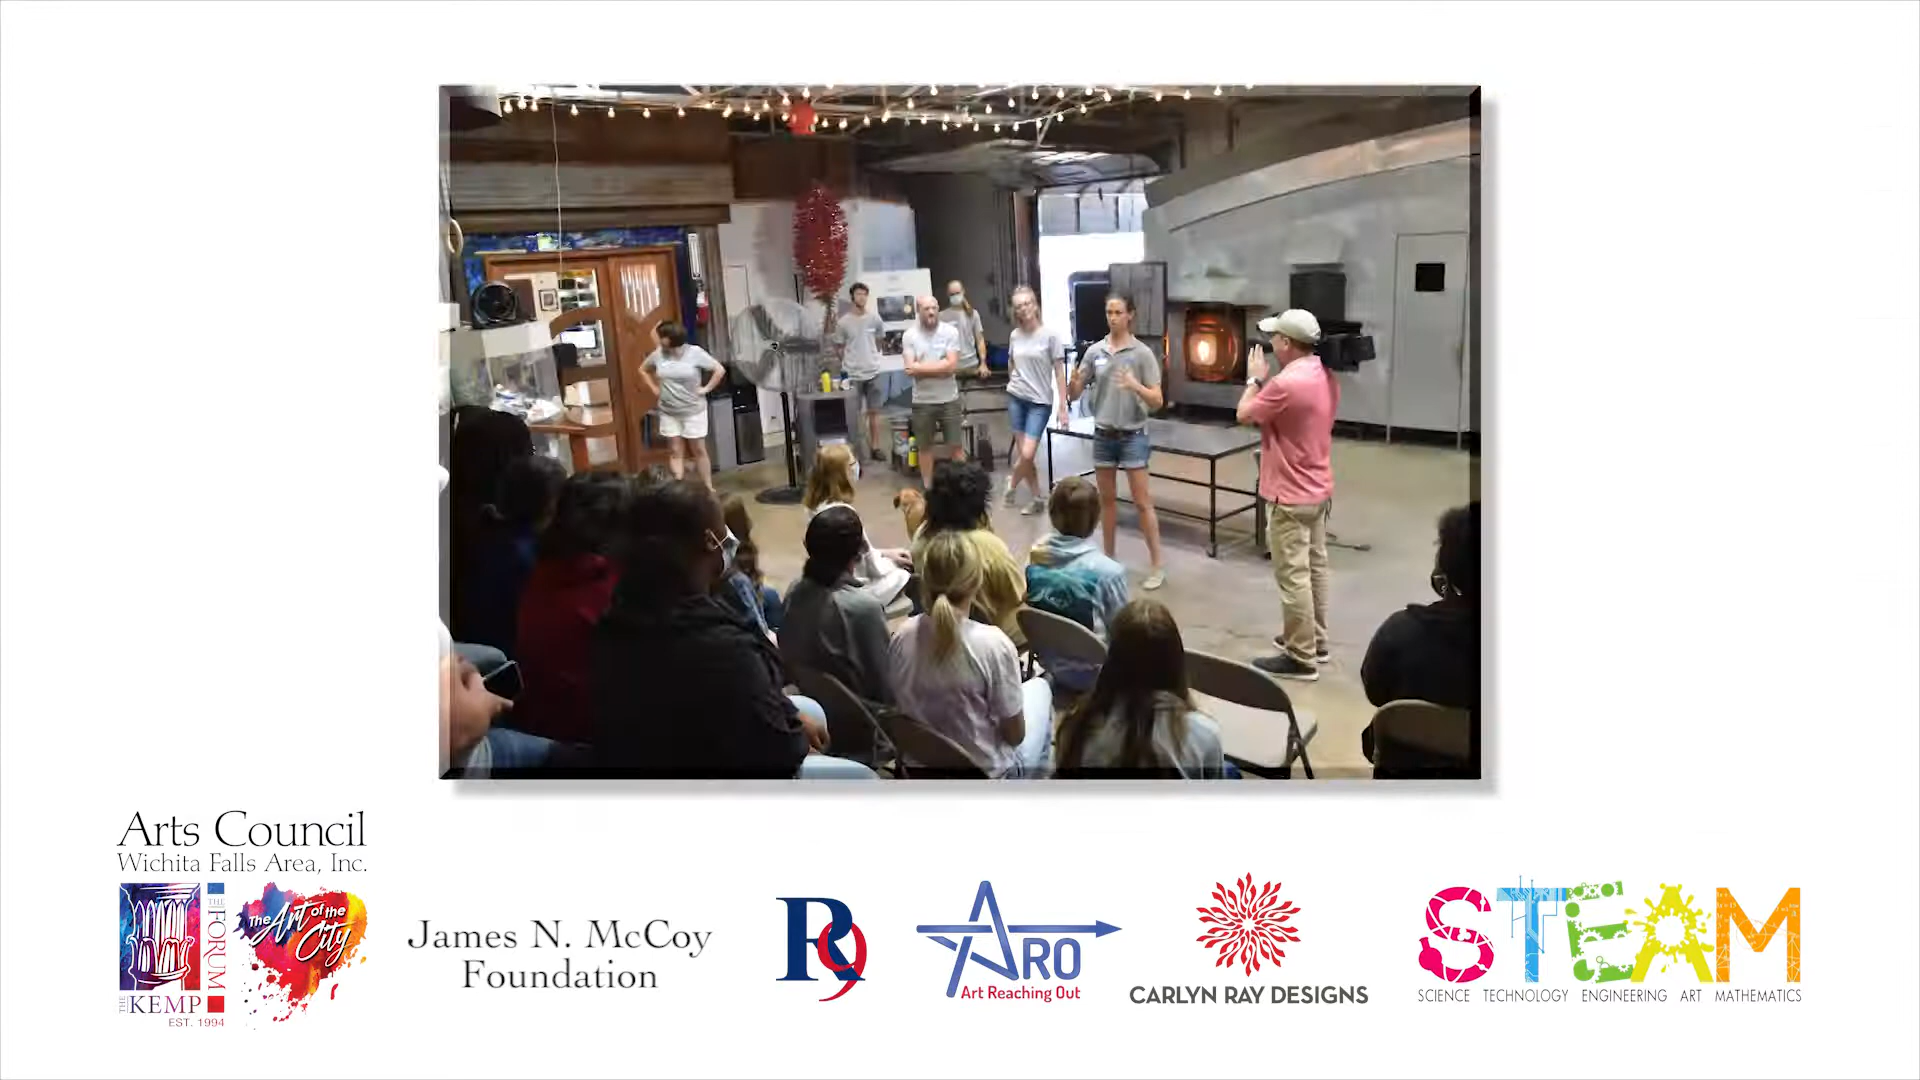 Arts Council
Wichita Falls Area, Inc.
THE KEMP
EST. 1994
THE FORUM
The Art of the City
James N. McCoy
Foundation
R9
ARO
Art Reaching Out
CARLYN RAY DESIGNS
STEAM
SCIENCE TECHNOLOGY ENGINEERING ART MATHEMATICS